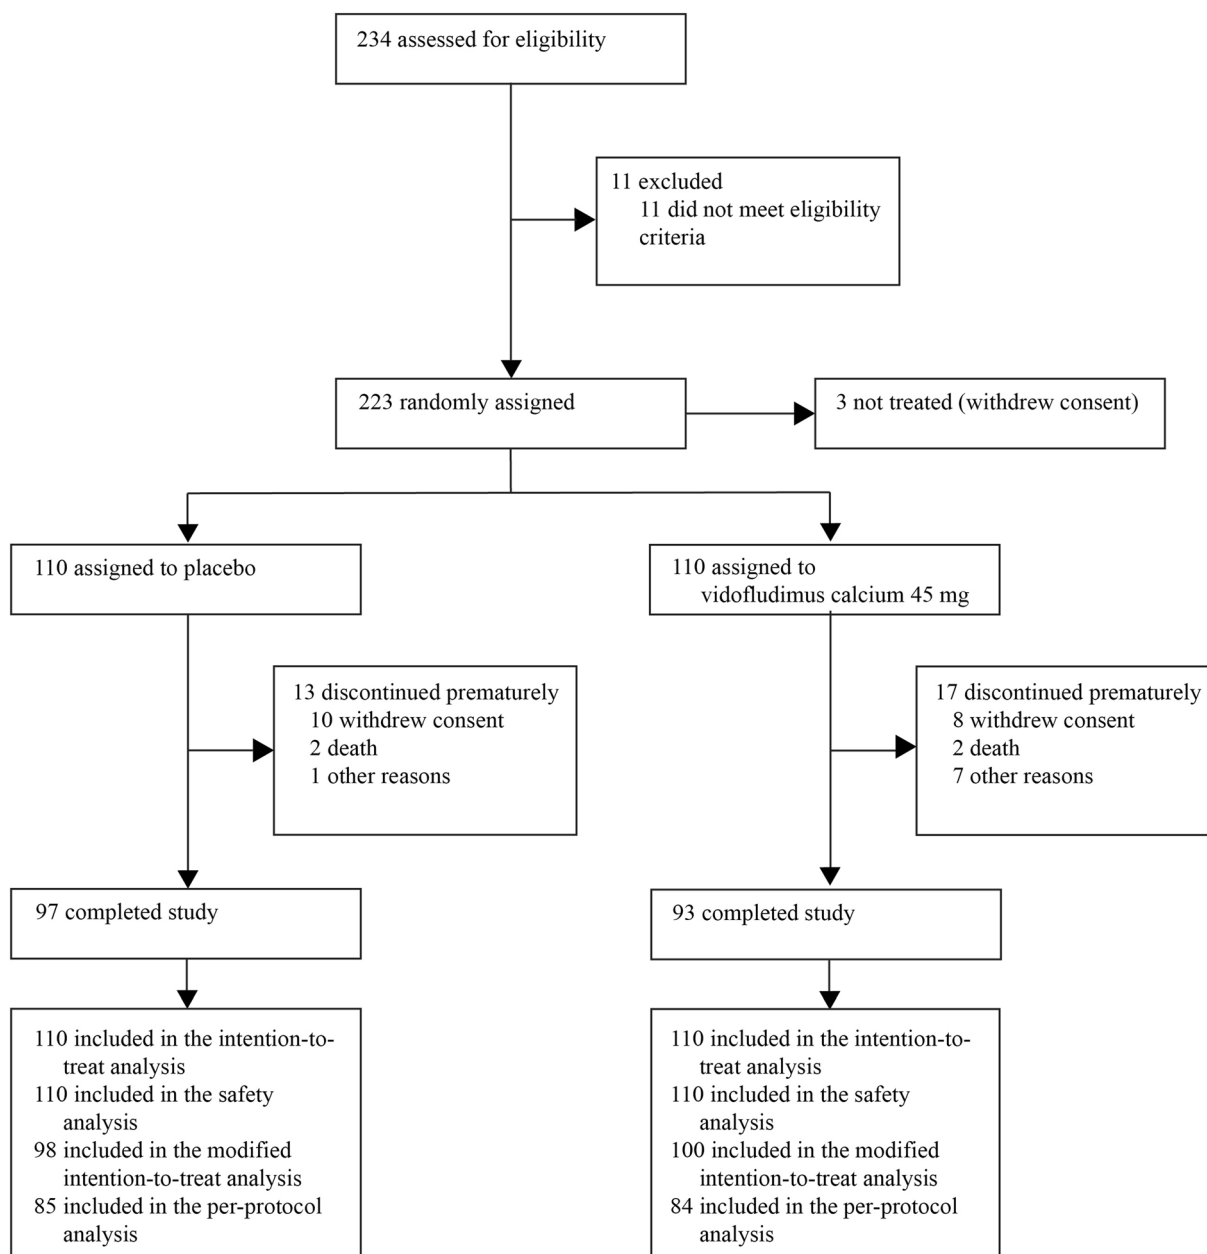 234 assessed for eligibility
11 excluded
11 did not meet eligibility
criteria
223 randomly assigned
3 not treated (withdrew consent)
110 assigned to placebo
110 assigned to
vidofludimus calcium 45 mg
13 discontinued prematurely
10 withdrew consent
2 death
1 other reasons
17 discontinued prematurely
8 withdrew consent
2 death
7 other reasons
97 completed study
93 completed study
110 included in the intention-to-
treat analysis
110 included in the safety
analysis
98 included in the modified
intention-to-treat analysis
85 included in the per-protocol
analysis
110 included in the intention-to-
treat analysis
110 included in the safety
analysis
100 included in the modified
intention-to-treat analysis
84 included in the per-protocol
analysis